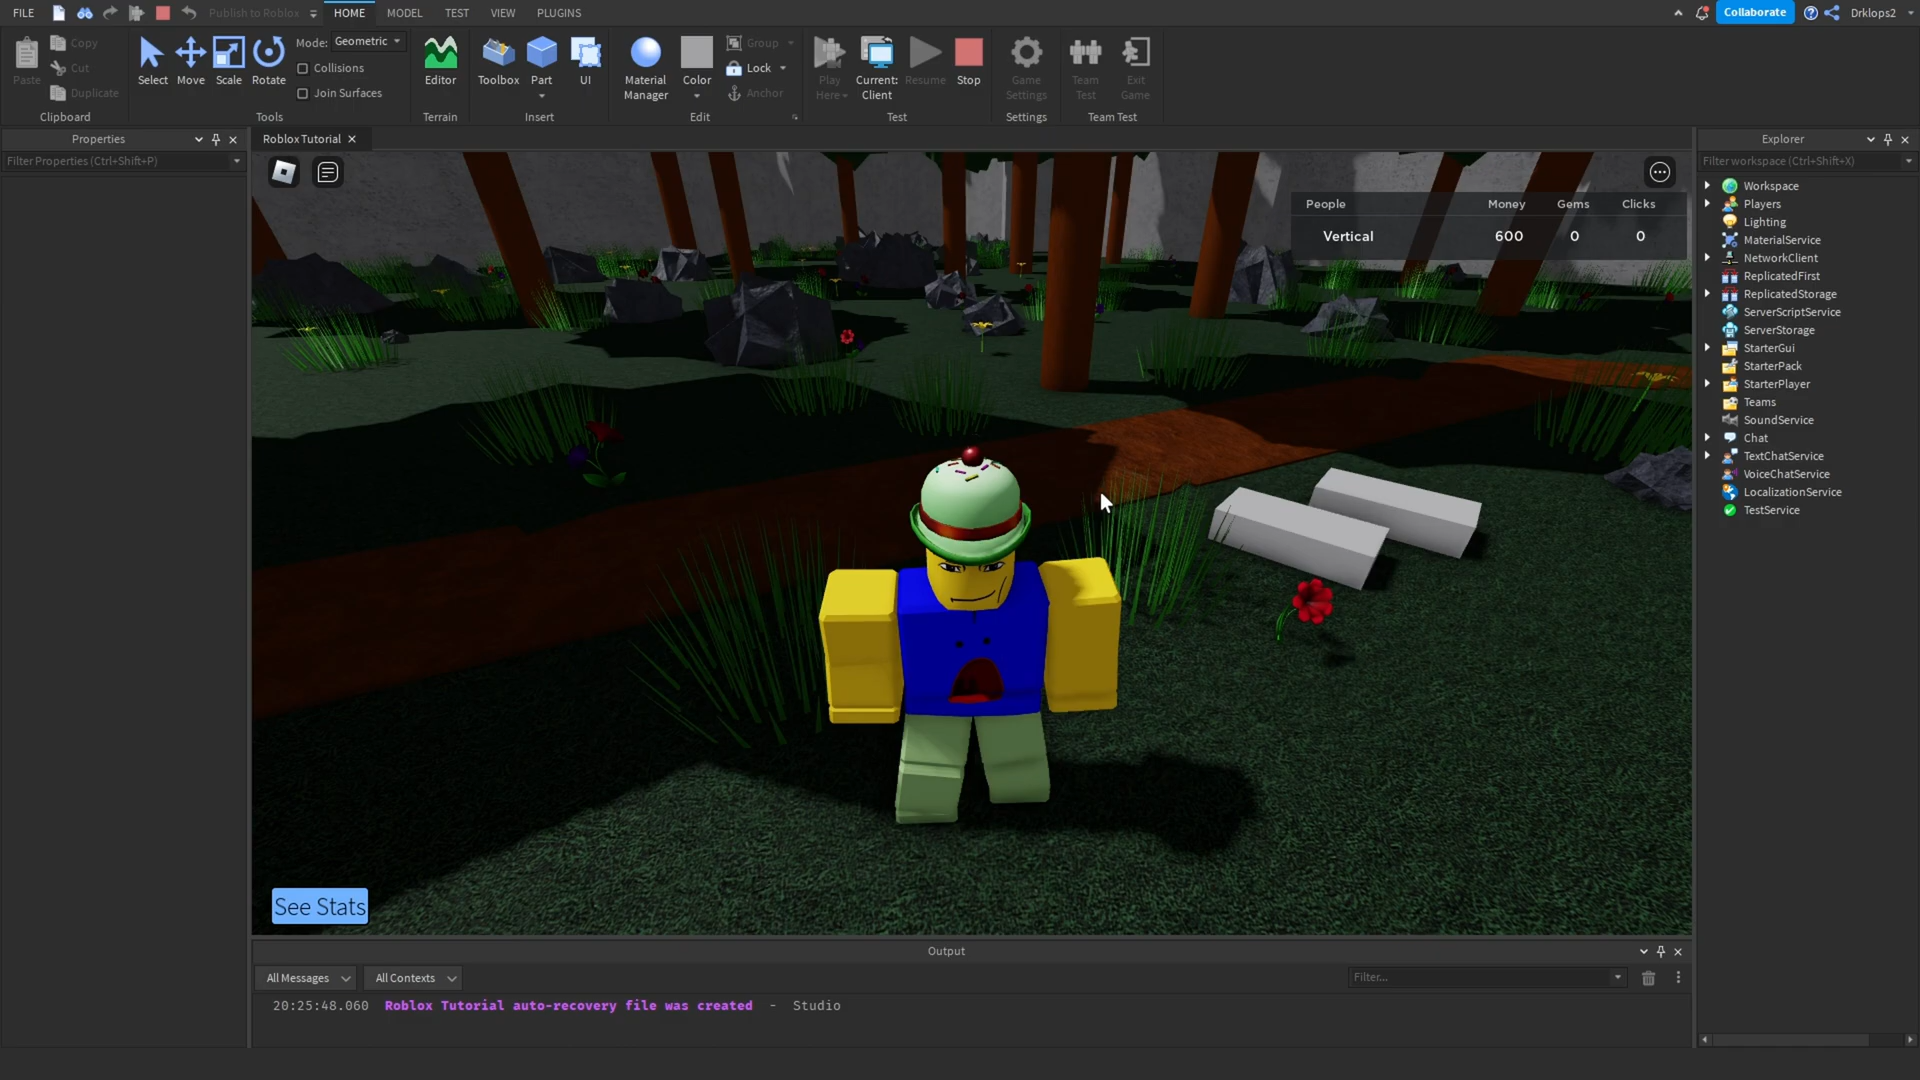 FILE Publish to Roblox HOME MODEL TEST VIEW PLUGINS Collaborate Drklops2
Paste Copy Cut Duplicate
Clipboard
Select Move Scale Rotate
Mode: Geometric
Collisions
Join Surfaces
Tools
Editor
Terrain
Toolbox Part UI
Insert
Material Manager Color Group Lock Anchor
Edit
Play Here Current: Client Resume Stop
Test
Game Settings
Settings
Team Test Exit Game
Team Test
Properties
Filter Properties (Ctrl+Shift+P)
Roblox Tutorial
People Money Gems Clicks
Vertical 600 0 0
See Stats
Explorer
Filter workspace (Ctrl+Shift+X)
Workspace
Players
Lighting
MaterialService
NetworkClient
ReplicatedFirst
ReplicatedStorage
ServerScriptService
ServerStorage
StarterGui
StarterPack
StarterPlayer
Teams
SoundService
Chat
TextChatService
VoiceChatService
LocalizationService
TestService
Output
All Messages All Contexts Filter...
20:25:48.060 Roblox Tutorial auto-recovery file was created - Studio